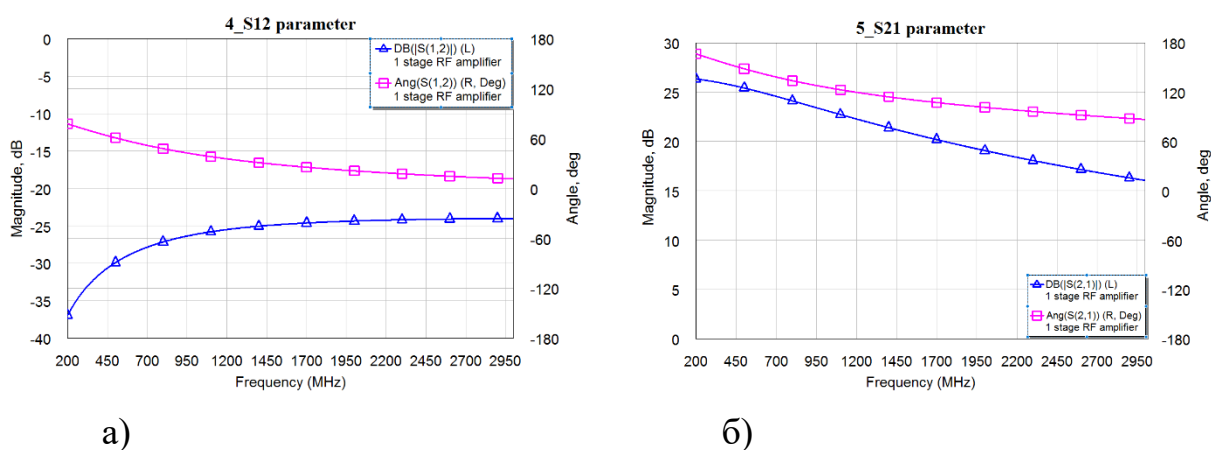 4_S12 parameter
0
-5
-10
-15
-20
-25
-30
-35
-40
Magnitude, dB
DB(|S(1,2)|) (L)
1 stage RF amplifier
Ang(S(1,2)) (R, Deg)
1 stage RF amplifier
180
120
60
0
-60
-120
-180
Angle, deg
200 450 700 950 1450 1950 2450 2700 2950
Frequency (MHz)
а)
5_S21 parameter
30
25
20
15
10
5
0
Magnitude, dB
DB(|S(2,1)|) (L)
1 stage RF amplifier
Ang(S(2,1)) (R, Deg)
1 stage RF amplifier
180
120
60
0
-60
-120
-180
Angle, deg
200 450 700 950 1200 1450 1700 2200 2450 2950
Frequency (MHz)
б)